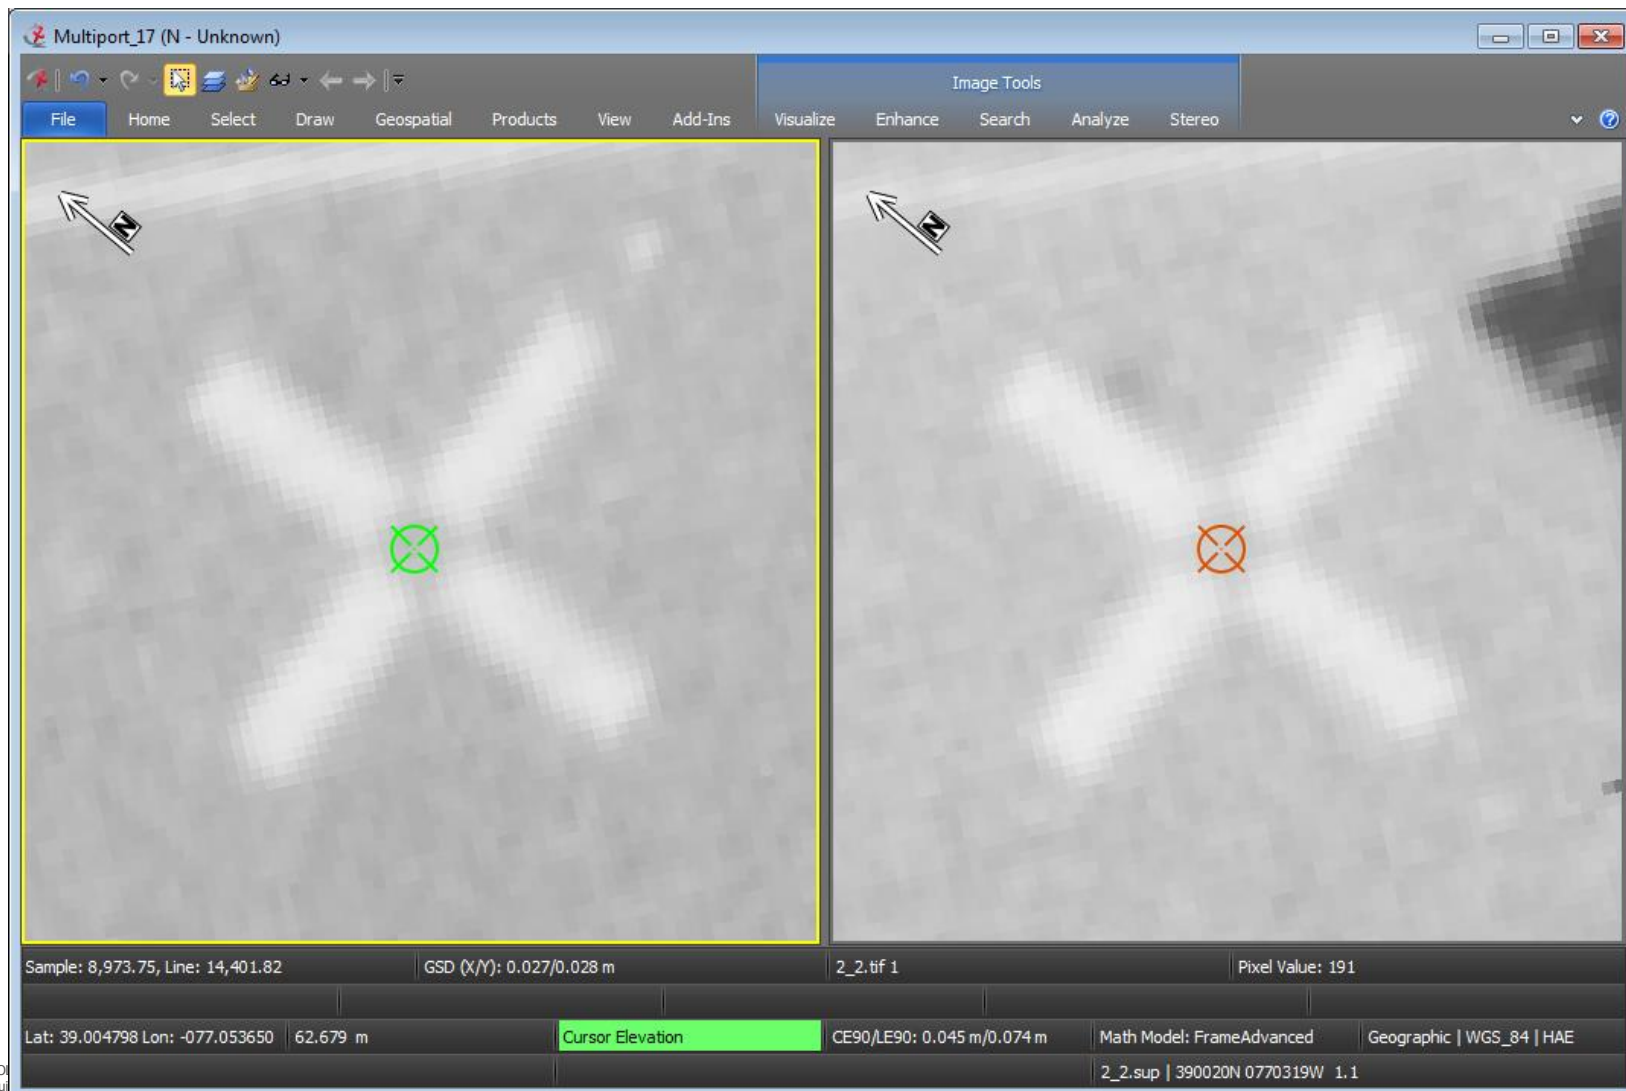 Multiport_17 (N - Unknown)
Image Tools
File Home Select Draw Geospatial Products View Add-Ins Visualize Enhance Search Analyze Stereo
N N
Sample: 8,973.75, Line: 14,401.82 GSD (X/Y): 0.027/0.028 m 2_2.tif 1 Pixel Value: 191
Lat: 39.004798 Lon: -077.053650 62.679 m Cursor Elevation CE90/LE90: 0.045 m/0.074 m Math Model: FrameAdvanced Geographic | WGS_84 | HAE
2_2.sup | 390020N 0770319W 1.1